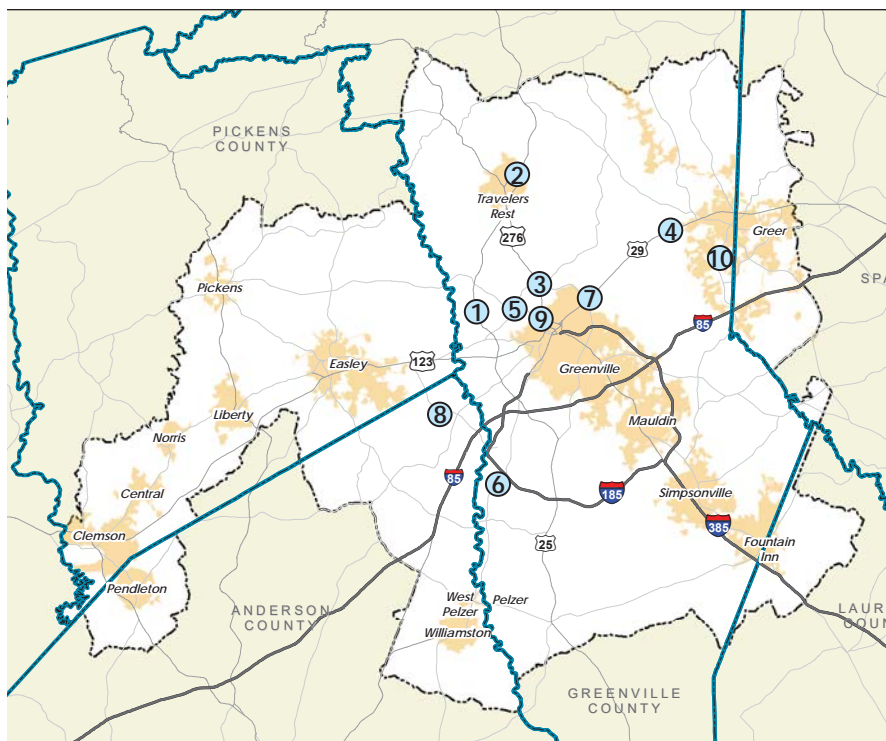 PICKENS
COUNTY
2
Travelers
Rest
276
4
29
Greer
10
SPA
Pickens
3
7
1
5
9
85
123
Easley
Greenville
Liberty
8
Mauldin
Norris
85
6
Central
185
Simpsonville
385
Clemson
25
Fountain
Inn
Pendleton
West
Pelzer
Pelzer
ANDERSON
COUNTY
Williamston
LAUR
COUN
GREENVILLE
COUNTY